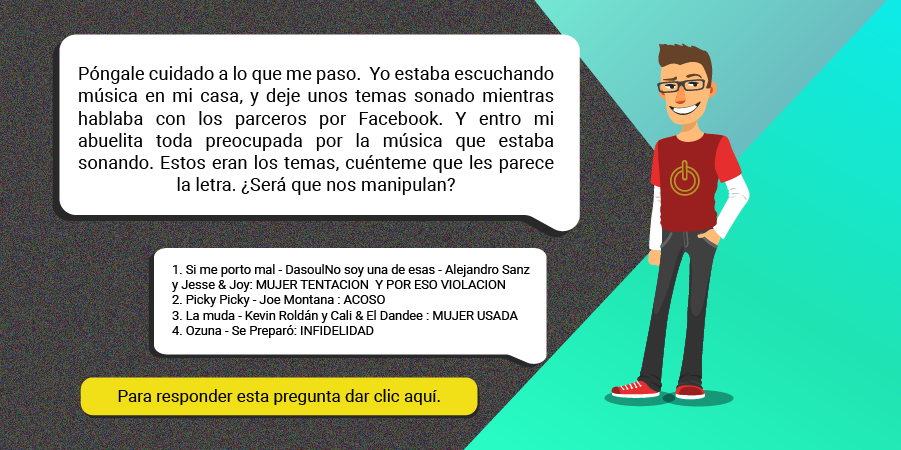 Póngale cuidado a lo que me paso. Yo estaba escuchando
música en mi casa, y deje unos temas sonado mientras
hablaba con los parceros por Facebook. Y entro mi
abuelita toda preocupada por la música que estaba
sonando. Estos eran los temas, cuénteme que les parece
la letra. ¿Será que nos manipulan?
1. Si me porto mal - DasoulNo soy una de esas - Alejandro Sanz
y Jesse & Joy: MUJER TENTACION Y POR ESO VIOLACION
2. Picky Picky - Joe Montana : ACOSO
3. La muda - Kevin Roldán y Cali & El Dandee : MUJER USADA
4. Ozuna - Se Preparó: INFIDELIDAD
Para responder esta pregunta dar clic aquí.